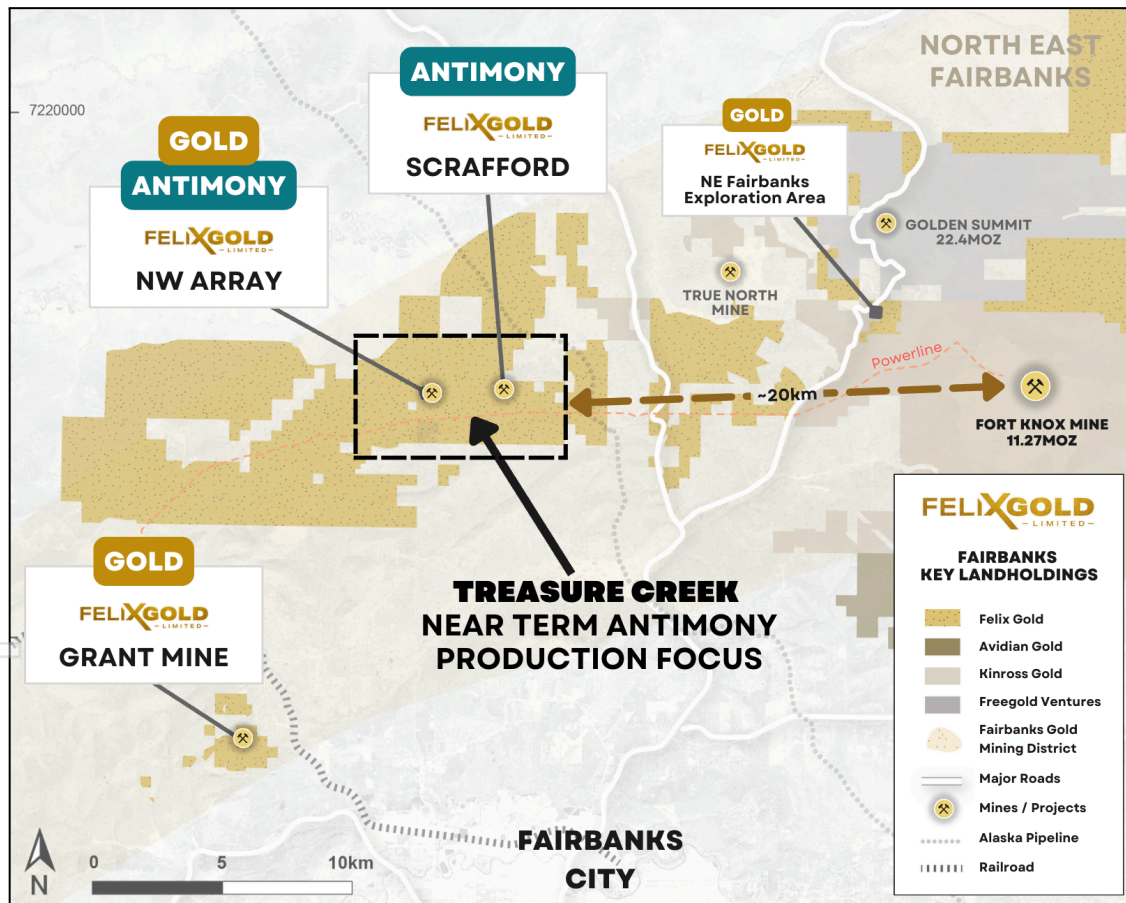 NORTH EAST
FAIRBANKS
7220000
ANTIMONY
FELIXGOLD
LIMITED
SCRAFFORD
GOLD
ANTIMONY
FELIXGOLD
LIMITED
NW ARRAY
GOLD
FELIXGOLD
LIMITED
NE Fairbanks
Exploration Area
GOLDEN SUMMIT
22.4MOZ
TRUE NORTH
MINE
Powerline
~20km
FORT KNOX MINE
11.27MOZ
GOLD
FELIXGOLD
LIMITED
GRANT MINE
TREASURE CREEK
NEAR TERM ANTIMONY
PRODUCTION FOCUS
FAIRBANKS
CITY
N
0 5 10km
FELIXGOLD
LIMITED
FAIRBANKS
KEY LANDHOLDINGS
Felix Gold
Avidian Gold
Kinross Gold
Freegold Ventures
Fairbanks Gold
Mining District
Major Roads
Mines / Projects
Alaska Pipeline
Railroad